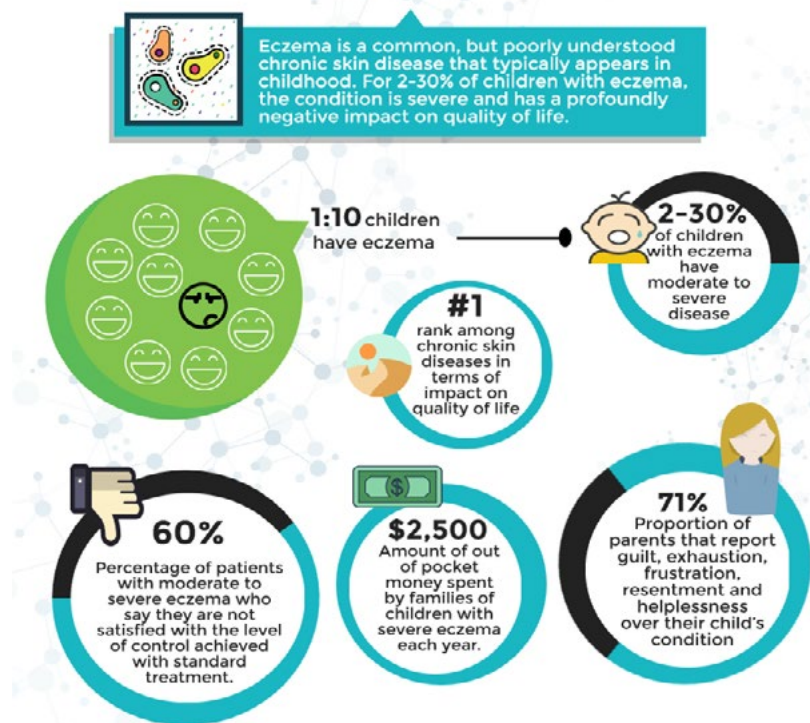 Eczema is a common, but poorly understood
chronic skin disease that typically appears in
childhood. For 2-30% of children with eczema,
the condition is severe and has a profoundly
negative impact on quality of life.
1:10 children
have eczema
2-30%
of children
with eczema
have
moderate to
severe
disease
#1
rank among
chronic skin
diseases in
terms of
impact on
quality of life
60%
Percentage of patients
with moderate to
severe eczema who
say they are not
satisfied with the level
of control achieved
with standard
treatment.
$
$2,500
Amount of out of
pocket
money spent
by families of
children with
severe eczema
each year.
71%
Proportion of
parents that report
guilt, exhaustion,
frustration,
resentment and
helplessness
over their child's
condition